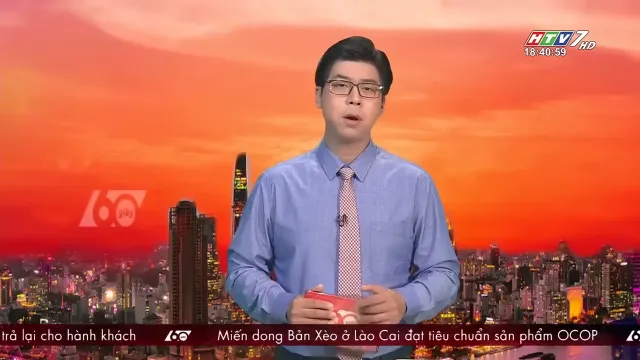 HTV7 HD
18:40:59
60 giây
trả lại cho hành khách 60 Miến dong Bản Xèo ở Lào Cai đạt tiêu chuẩn sản phẩm OCOP